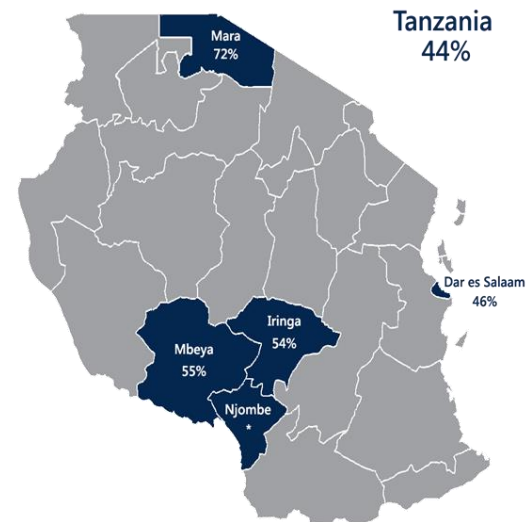 Tanzania
44%
Mara
72%
Dar es Salaam
46%
Iringa
54%
Mbeya
55%
Njombe
*